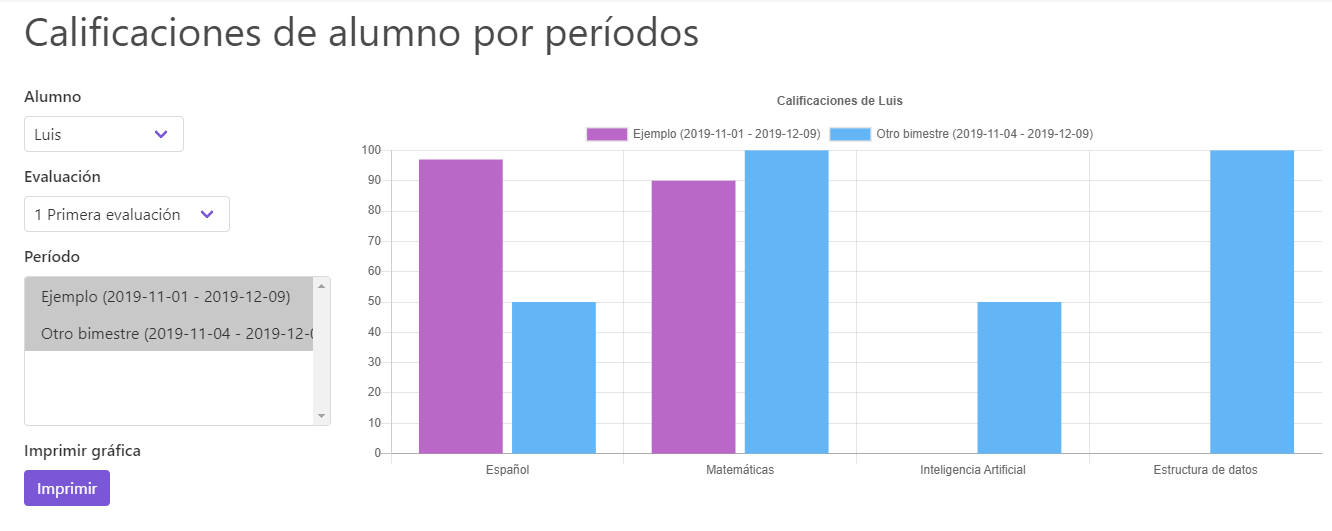 Calificaciones de alumno por períodos
Alumno
Luis
Evaluación
1 Primera evaluación
Período
Ejemplo (2019-11-01 - 2019-12-09)
Otro bimestre (2019-11-04 - 2019-12-0
Imprimir gráfica
Imprimir
Calificaciones de Luis
Ejemplo (2019-11-01 - 2019-12-09) Otro bimestre (2019-11-04 - 2019-12-09)
100
90
80
70
60
50
40
30
20
10
0
Español Matemáticas Inteligencia Artificial Estructura de datos